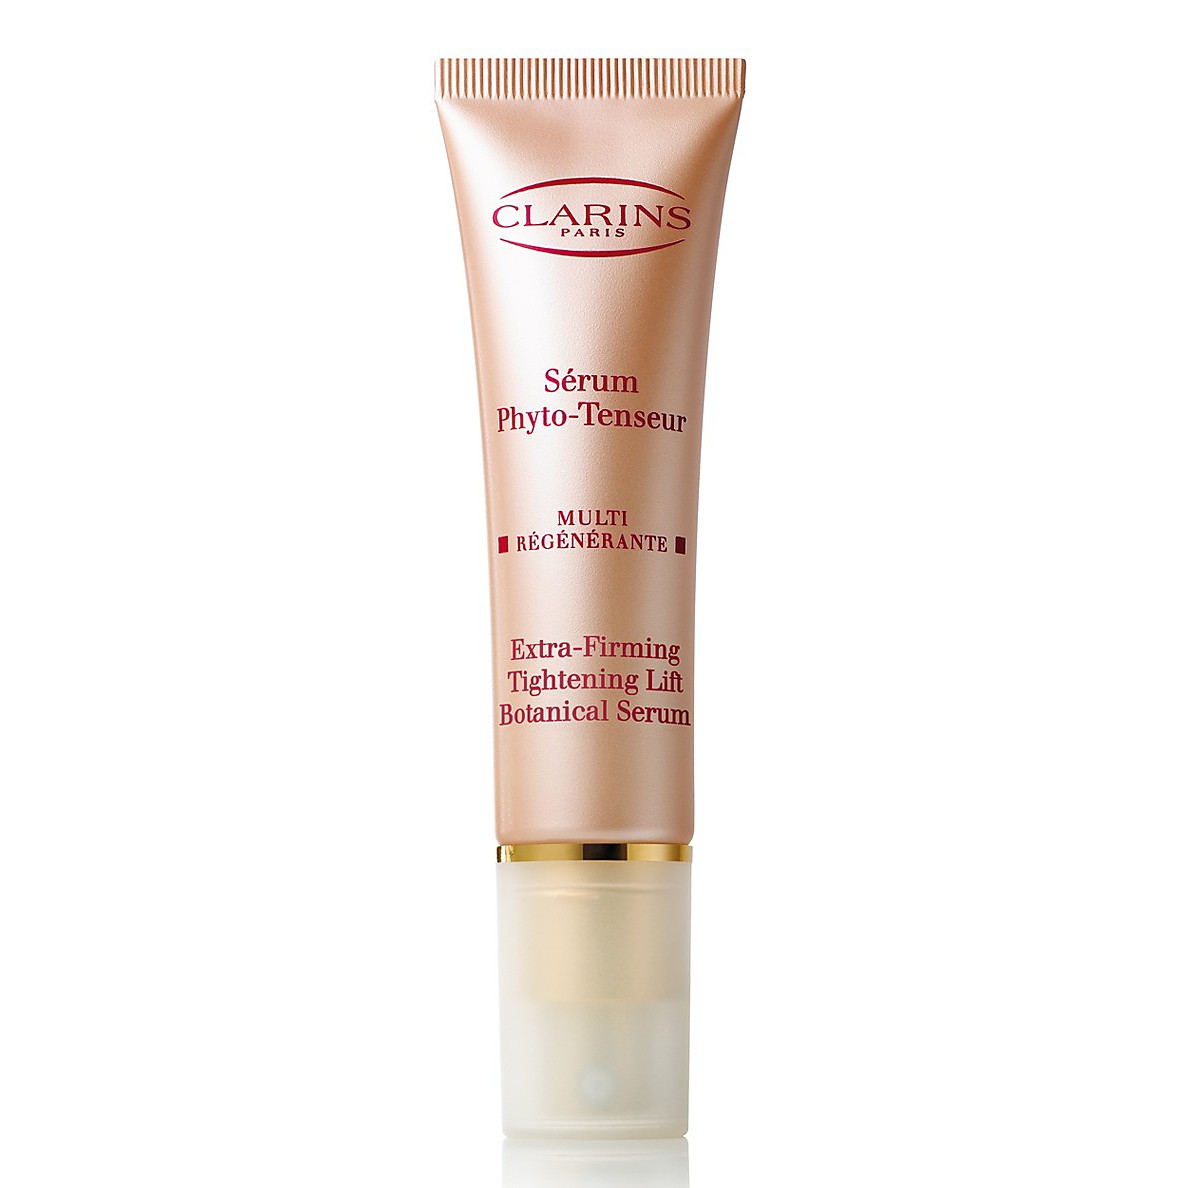 CLARINS
PARIS
Sérum
Phyto-Tenseur
MULTI
RÉGÉNÉRANTE
Extra-Firming
Tightening Lift
Botanical Serum